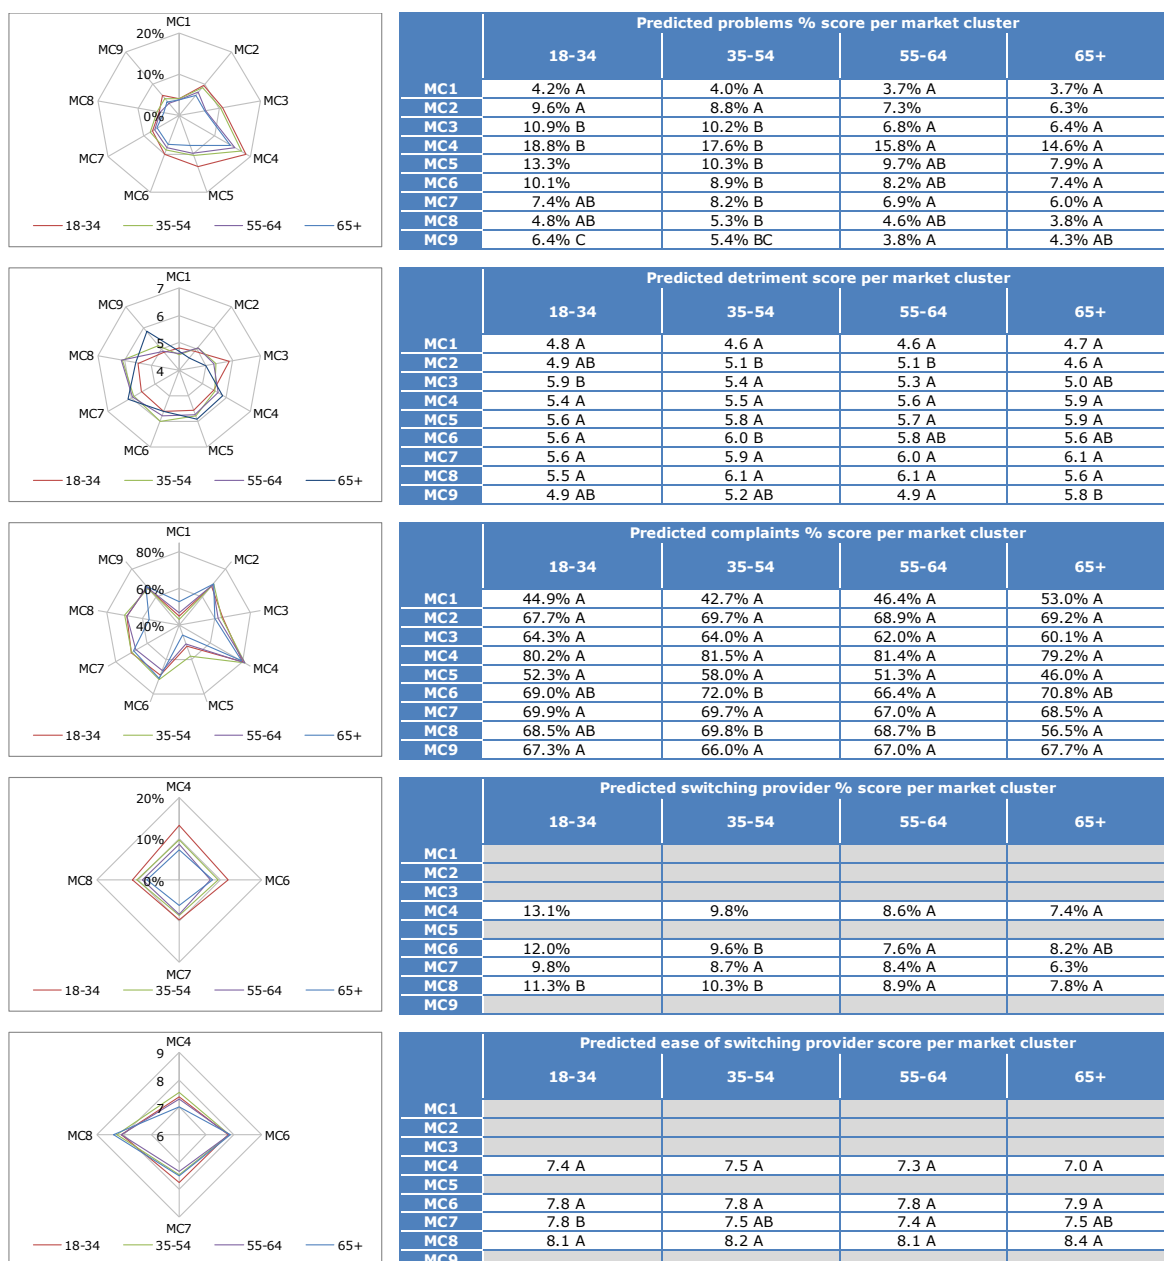 MC1
20%
MC9
MC2
10%
MC8
MC3
0%
MC7
MC4
MC6
MC5
18-34 35-54 55-64 65+
Predicted problems % score per market cluster
18-34 35-54 55-64 65+
MC1 4.2% A 4.0% A 3.7% A 3.7% A
MC2 9.6% A 8.8% A 7.3% 6.3%
MC3 10.9% B 10.2% B 6.8% A 6.4% A
MC4 18.8% B 17.6% B 15.8% A 14.6% A
MC5 13.3% 10.3% B 9.7% AB 7.9% A
MC6 10.1% 8.9% B 8.2% AB 7.4% A
MC7 7.4% AB 8.2% B 6.9% A 6.0% A
MC8 4.8% AB 5.3% B 4.6% AB 3.8% A
MC9 6.4% C 5.4% BC 3.8% A 4.3% AB
MC1
7
MC9
MC2
6
5
MC8
MC3
4
MC7
MC4
MC6
MC5
18-34 35-54 55-64 65+
Predicted detriment score per market cluster
18-34 35-54 55-64 65+
MC1 4.8 A 4.6 A 4.6 A 4.7 A
MC2 4.9 AB 5.1 B 5.1 B 4.6 A
MC3 5.9 B 5.4 A 5.3 A 5.0 AB
MC4 5.4 A 5.5 A 5.6 A 5.9 A
MC5 5.6 A 5.8 A 5.7 A 5.9 A
MC6 5.6 A 6.0 B 5.8 AB 5.6 AB
MC7 5.6 A 5.9 A 6.0 A 6.1 A
MC8 5.5 A 6.1 A 6.1 A 5.6 A
MC9 4.9 AB 5.2 AB 4.9 A 5.8 B
MC1
80%
MC9
MC2
60%
MC8
MC3
40%
MC7
MC4
MC6
MC5
18-34 35-54 55-64 65+
Predicted complaints % score per market cluster
18-34 35-54 55-64 65+
MC1 44.9% A 42.7% A 46.4% A 53.0% A
MC2 67.7% A 69.7% A 68.9% A 69.2% A
MC3 64.3% A 64.0% A 62.0% A 60.1% A
MC4 80.2% A 81.5% A 81.4% A 79.2% A
MC5 52.3% A 58.0% A 51.3% A 46.0% A
MC6 69.0% AB 72.0% B 66.4% A 70.8% AB
MC7 69.9% A 69.7% A 67.0% A 68.5% A
MC8 68.5% AB 69.8% B 68.7% B 56.5% A
MC9 67.3% A 66.0% A 67.0% A 67.7% A
MC4
20%
10%
MC8
0%
MC6
MC7
18-34 35-54 55-64 65+
Predicted switching provider % score per market cluster
18-34 35-54 55-64 65+
MC1
MC2
MC3
MC4 13.1% 9.8% 8.6% A 7.4% A
MC5
MC6 12.0% 9.6% B 7.6% A 8.2% AB
MC7 9.8% 8.7% A 8.4% A 6.3%
MC8 11.3% B 10.3% B 8.9% A 7.8% A
MC9
MC4
9
8
7
MC8
6
MC6
MC7
18-34 35-54 55-64 65+
Predicted ease of switching provider score per market cluster
18-34 35-54 55-64 65+
MC1
MC2
MC3
MC4 7.4 A 7.5 A 7.3 A 7.0 A
MC5
MC6 7.8 A 7.8 A 7.8 A 7.9 A
MC7 7.8 B 7.5 AB 7.4 A 7.5 AB
MC8 8.1 A 8.2 A 8.1 A 8.4 A
MC9